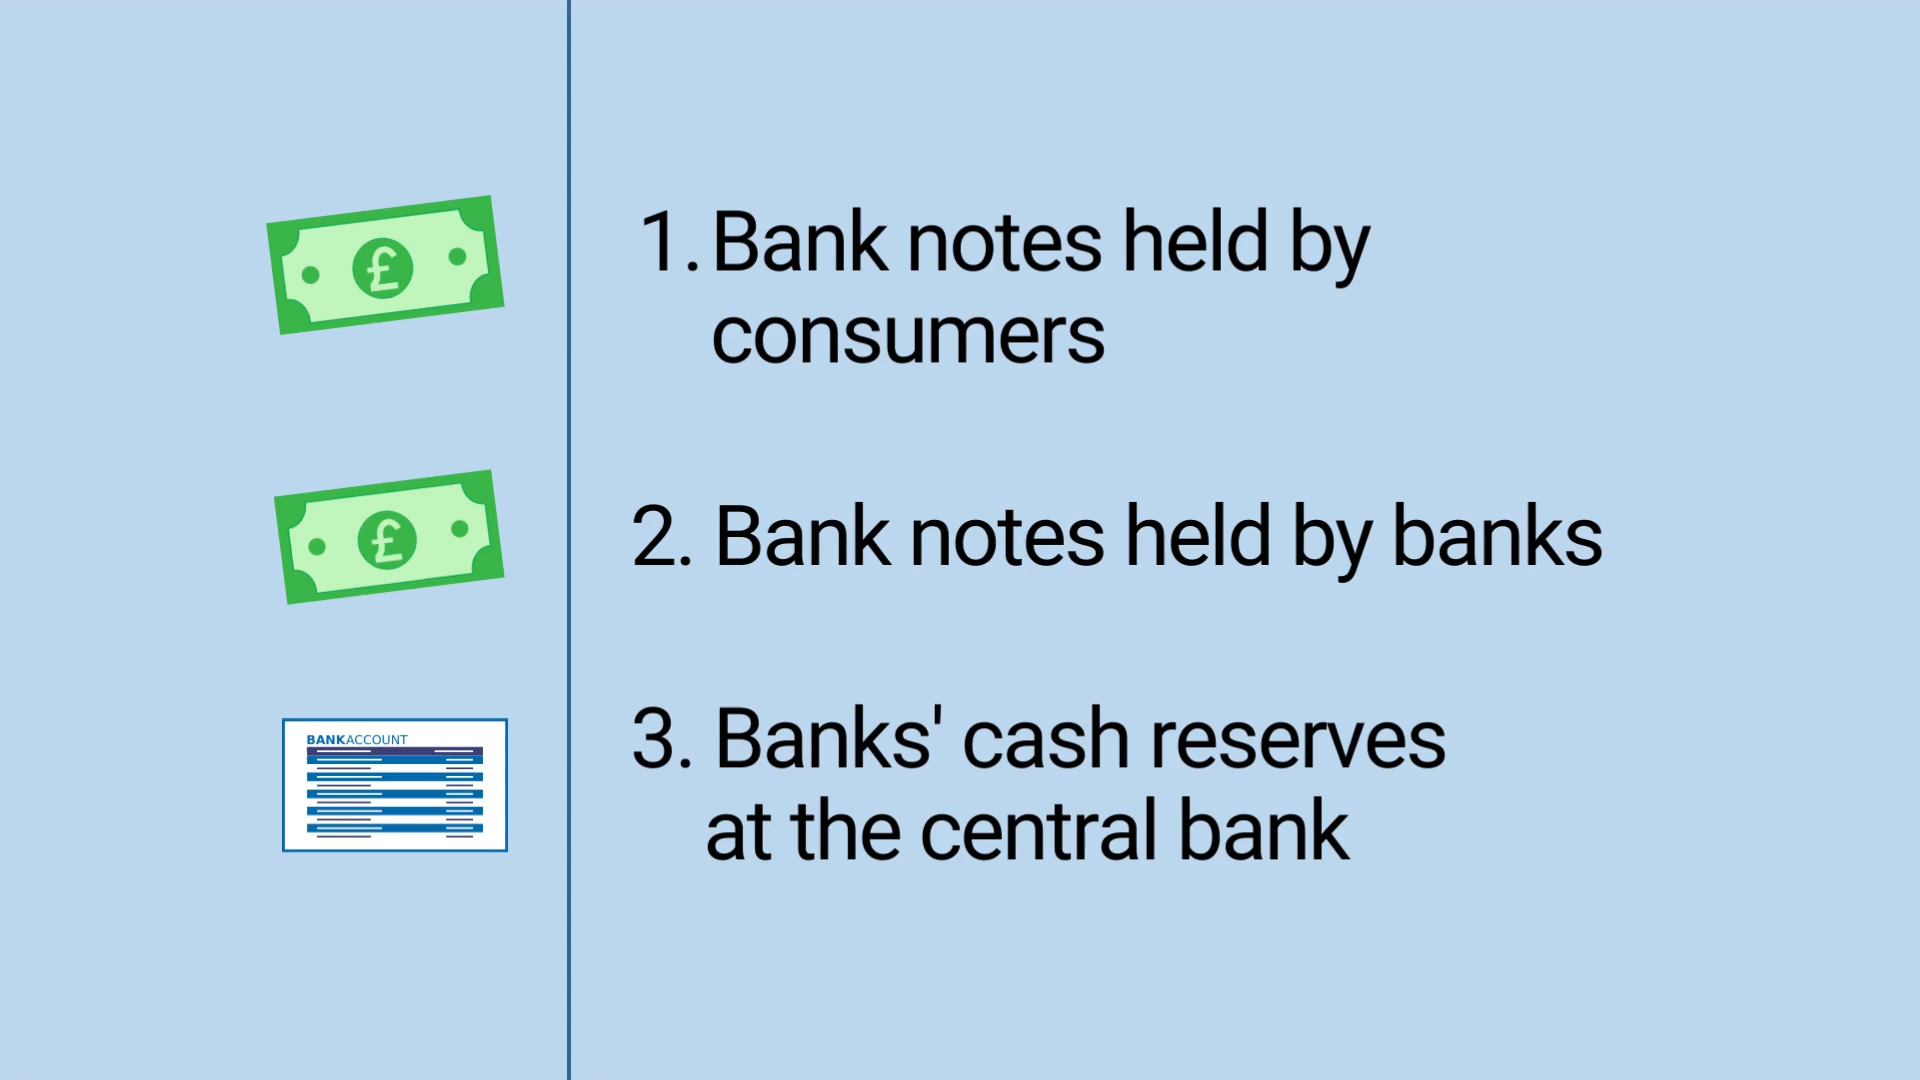 1. Bank notes held by
consumers
£
2. Bank notes held by banks
£
3. Banks' cash reserves
at the central bank
BANKACCOUNT